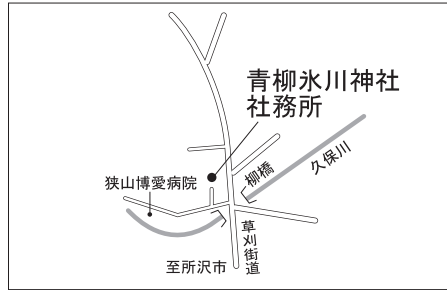 青柳氷川神社
社務所
狭山博愛病院
柳橋
久保川
草刈街道
至所沢市